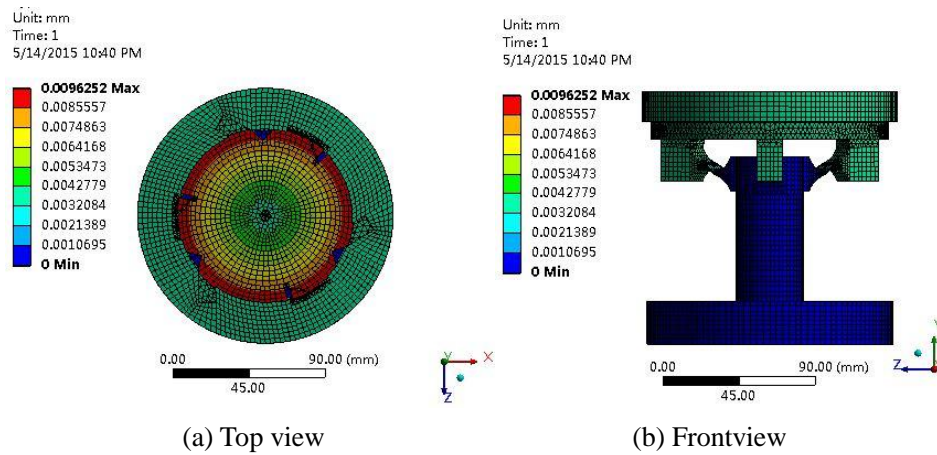 Unit: mm
Time: 1
5/14/2015 10:40 PM
0.0096252 Max
0.0085557
0.0074863
0.0064168
0.0053473
0.0042779
0.0032084
0.0021389
0.0010695
0 Min
0.00
90.00 (mm)
45.00
Y
X
Z
(a) Top view
Unit: mm
Time: 1
5/14/2015 10:40 PM
0.0096252 Max
0.0085557
0.0074863
0.0064168
0.0053473
0.0042779
0.0032084
0.0021389
0.0010695
0 Min
0.00
90.00 (mm)
45.00
Y
Z
(b) Frontview